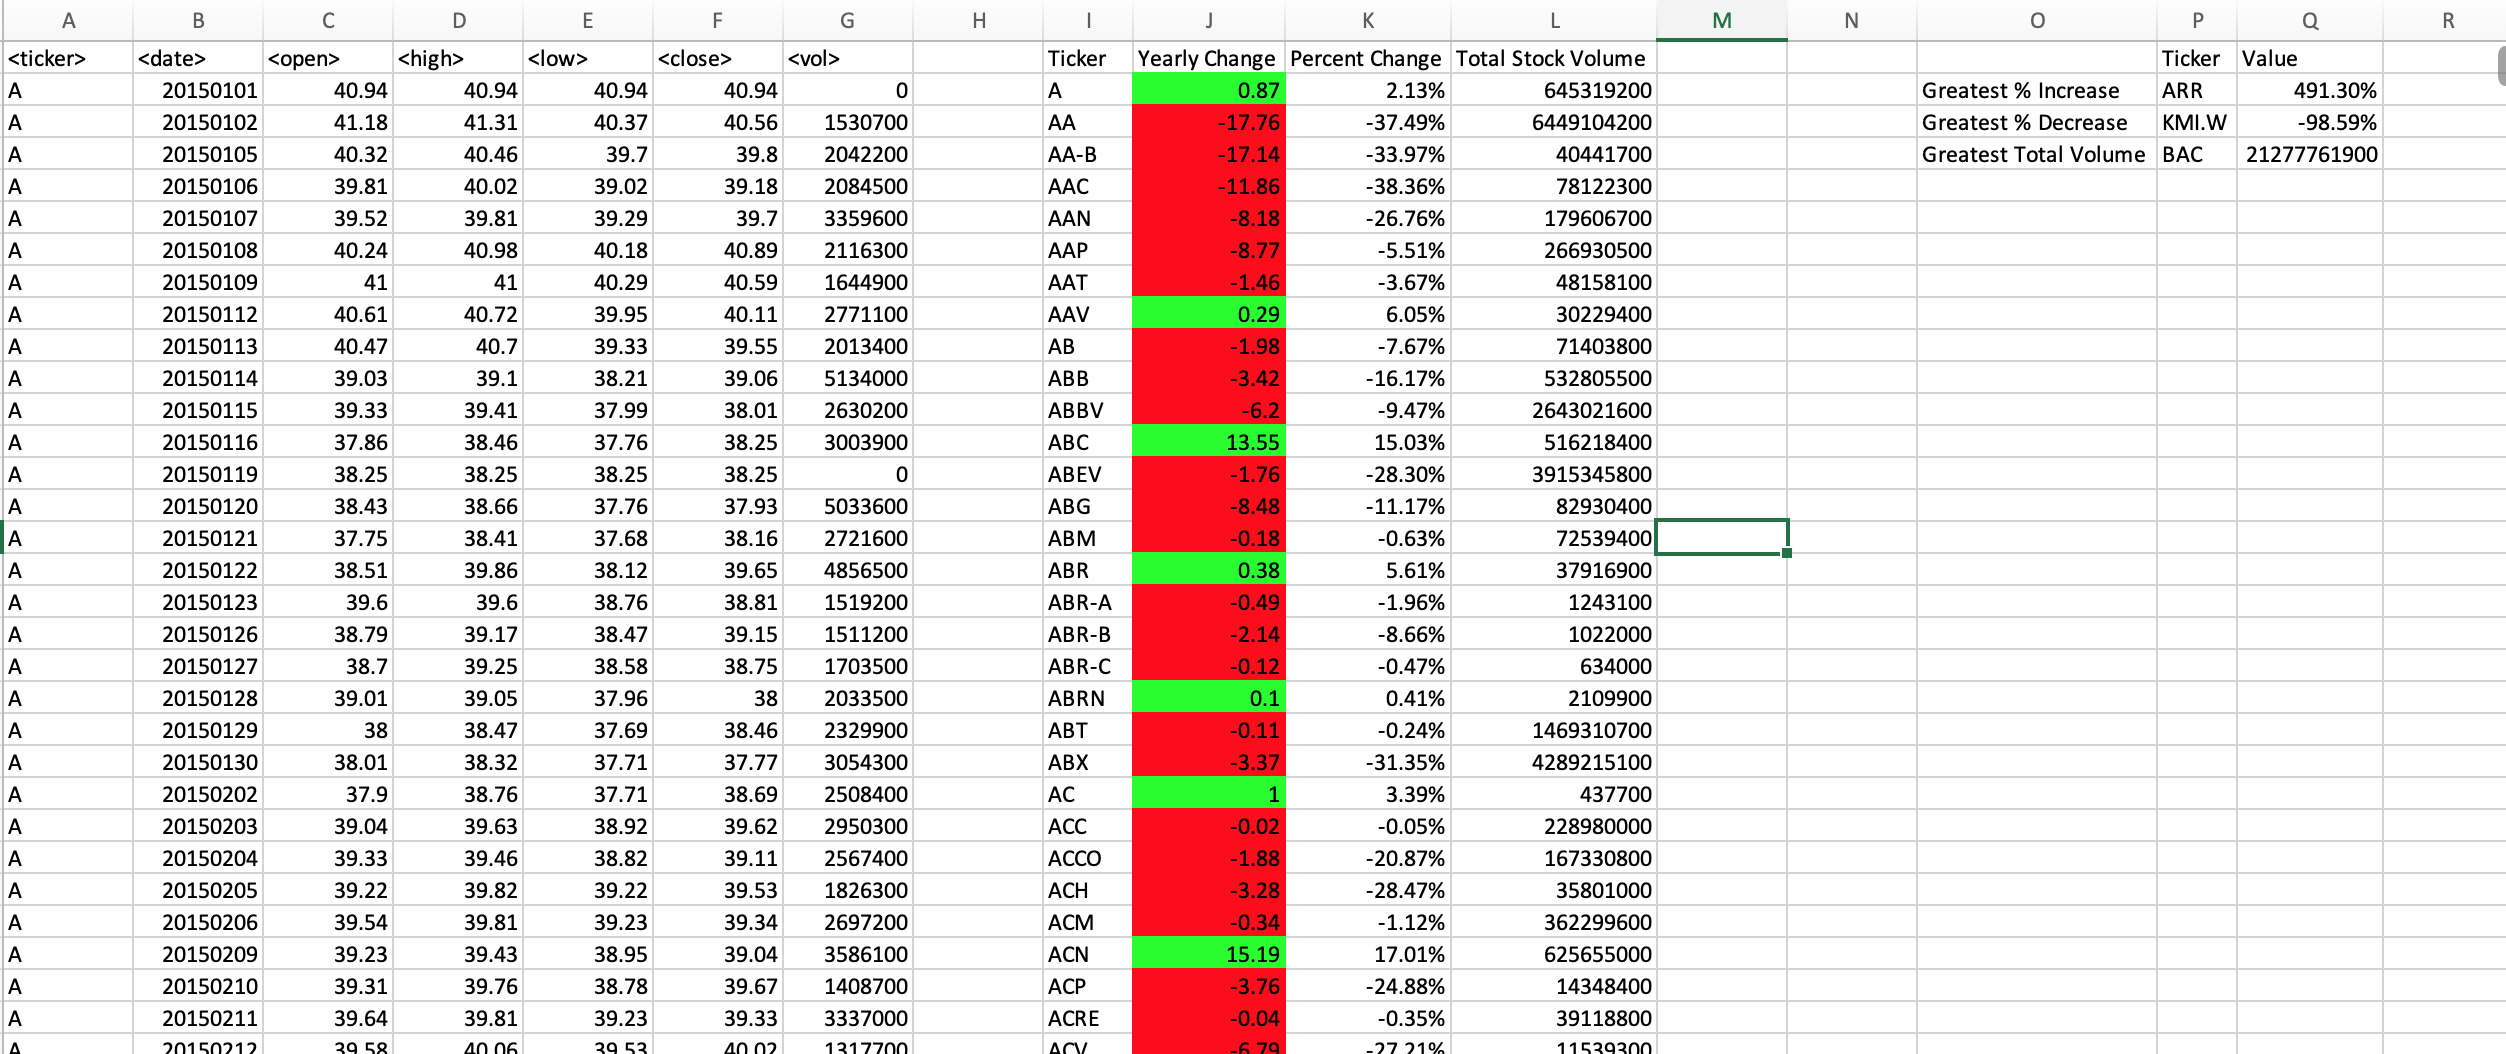 A B C D E F G H I J K L M N O P Q R
<ticker> <date> <open> <high> <low> <close> <vol> Ticker Yearly Change Percent Change Total Stock Volume Ticker Value
A 20150101 40.94 40.94 40.94 40.94 0 A 0.87 2.13% 645319200 Greatest % Increase ARR 491.30%
A 20150102 41.18 41.31 40.37 40.56 1530700 AA -17.76 -37.49% 6449104200 Greatest % Decrease KMI.W -98.59%
A 20150105 40.32 40.46 39.7 39.8 2042200 AA-B -17.14 -33.97% 40441700 Greatest Total Volume BAC 21277761900
A 20150106 39.81 40.02 39.02 39.18 2084500 AAC -11.86 -38.36% 78122300
A 20150107 39.52 39.81 39.29 39.7 3359600 AAN -8.18 -26.76% 179606700
A 20150108 40.24 40.98 40.18 40.89 2116300 AAP -8.77 -5.51% 266930500
A 20150109 41 41 40.29 40.59 1644900 AAT -1.46 -3.67% 48158100
A 20150112 40.61 40.72 39.95 40.11 2771100 AAV 0.29 6.05% 30229400
A 20150113 40.47 40.7 39.33 39.55 2013400 AB -1.98 -7.67% 71403800
A 20150114 39.03 39.1 38.21 39.06 5134000 ABB -3.42 -16.17% 532805500
A 20150115 39.33 39.41 37.99 38.01 2630200 ABBV -6.2 -9.47% 2643021600
A 20150116 37.86 38.46 37.76 38.25 3003900 ABC 13.55 15.03% 516218400
A 20150119 38.25 38.25 38.25 38.25 0 ABEV -1.76 -28.30% 3915345800
A 20150120 38.43 38.66 37.76 37.93 5033600 ABG -8.48 -11.17% 82930400
A 20150121 37.75 38.41 37.68 38.16 2721600 ABM -0.18 -0.63% 72539400
A 20150122 38.51 39.86 38.12 39.65 4856500 ABR 0.38 5.61% 37916900
A 20150123 39.6 39.6 38.76 38.81 1519200 ABR-A -0.49 -1.96% 1243100
A 20150126 38.79 39.17 38.47 39.15 1511200 ABR-B -2.14 -8.66% 1022000
A 20150127 38.7 39.25 38.58 38.75 1703500 ABR-C -0.12 -0.47% 634000
A 20150128 39.01 39.05 37.96 38 2033500 ABRN 0.1 0.41% 2109900
A 20150129 38 38.47 37.69 38.46 2329900 ABT -0.11 -0.24% 1469310700
A 20150130 38.01 38.32 37.71 37.77 3054300 ABX -3.37 -31.35% 4289215100
A 20150202 37.9 38.76 37.71 38.69 2508400 AC 1 3.39% 437700
A 20150203 39.04 39.63 38.92 39.62 2950300 ACC -0.02 -0.05% 228980000
A 20150204 39.33 39.46 38.82 39.11 2567400 ACCO -1.88 -20.87% 167330800
A 20150205 39.22 39.82 39.22 39.53 1826300 ACH -3.28 -28.47% 35801000
A 20150206 39.54 39.81 39.23 39.34 2697200 ACM -0.34 -1.12% 362299600
A 20150209 39.23 39.43 38.95 39.04 3586100 ACN 15.19 17.01% 625655000
A 20150210 39.31 39.76 38.78 39.67 1408700 ACP -3.76 -24.88% 14348400
A 20150211 39.64 39.81 39.23 39.33 3337000 ACRE -0.04 -0.35% 39118800
A 20150212 39.58 40.06 39.53 40.02 1317700 ACV -6.79 -27.21% 11539300